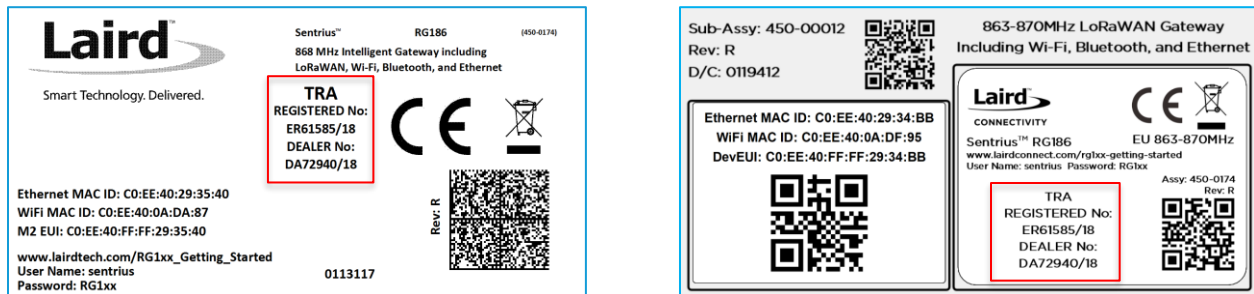 Laird™
Smart Technology. Delivered.
Sentrius™ RG186 (450-0174)
868 MHz Intelligent Gateway including
LoRaWAN, Wi-Fi, Bluetooth, and Ethernet
TRA
REGISTERED No:
ER61585/18
DEALER No:
DA72940/18
CE
Ethernet MAC ID: C0:EE:40:29:35:40
WiFi MAC ID: C0:EE:40:0A:DA:87
M2 EUI: C0:EE:40:FF:FF:29:35:40
Rev: R
www.lairdtech.com/RG1xx_Getting_Started
User Name: sentrius
Password: RG1xx
0113117
Sub-Assy: 450-00012
Rev: R
D/C: 0119412
863-870MHz LoRaWAN Gateway
Including Wi-Fi, Bluetooth, and Ethernet
Ethernet MAC ID: C0:EE:40:29:34:BB
WiFi MAC ID: C0:EE:40:0A:DF:95
DevEUI: C0:EE:40:FF:FF:29:34:BB
Laird
CONNECTIVITY
CE
Sentrius™ RG186 EU 863-870MHz
www.lairdconnect.com/rg1xx-getting-started
User Name: sentrius Password: RG1xx
Assy: 450-0174
Rev: R
TRA
REGISTERED No:
ER61585/18
DEALER No:
DA72940/18